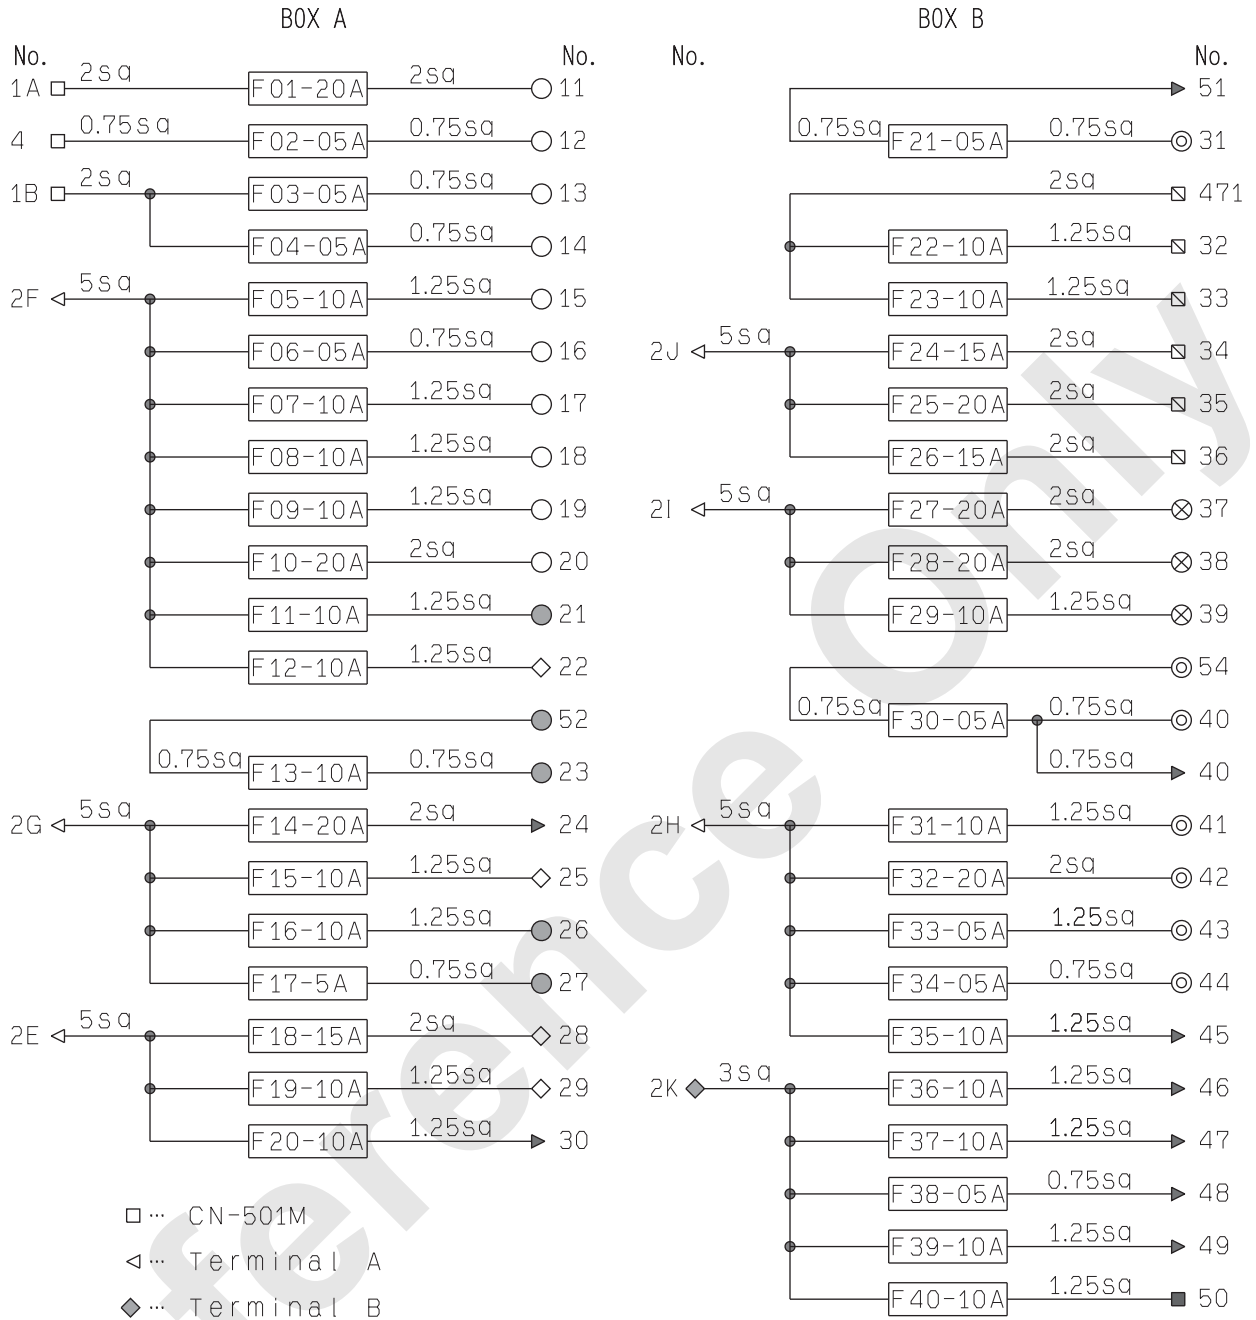 BOX A
No. No.
1A 2sq F01-20A 2sq 11
4 0.75sq F02-05A 0.75sq 12
1B 2sq F03-05A 0.75sq 13
F04-05A 0.75sq 14
2F 5sq F05-10A 1.25sq 15
F06-05A 0.75sq 16
F07-10A 1.25sq 17
F08-10A 1.25sq 18
F09-10A 1.25sq 19
F10-20A 2sq 20
F11-10A 1.25sq 21
F12-10A 1.25sq 22
52
0.75sq F13-10A 0.75sq 23
2G 5sq F14-20A 2sq 24
F15-10A 1.25sq 25
F16-10A 1.25sq 26
F17-5A 0.75sq 27
2E 5sq F18-15A 2sq 28
F19-10A 1.25sq 29
F20-10A 1.25sq 30
··· CN-501M
··· Terminal A
··· Terminal B
BOX B
No. No.
51
0.75sq F21-05A 0.75sq 31
2sq 471
F22-10A 1.25sq 32
F23-10A 1.25sq 33
2J 5sq F24-15A 2sq 34
F25-20A 2sq 35
F26-15A 2sq 36
2I 5sq F27-20A 2sq 37
F28-20A 2sq 38
F29-10A 1.25sq 39
54
0.75sq F30-05A 0.75sq 40
0.75sq 40
2H 5sq F31-10A 1.25sq 41
F32-20A 2sq 42
F33-05A 1.25sq 43
F34-05A 0.75sq 44
F35-10A 1.25sq 45
2K 3sq F36-10A 1.25sq 46
F37-10A 1.25sq 47
F38-05A 0.75sq 48
F39-10A 1.25sq 49
F40-10A 1.25sq 50
ference Only